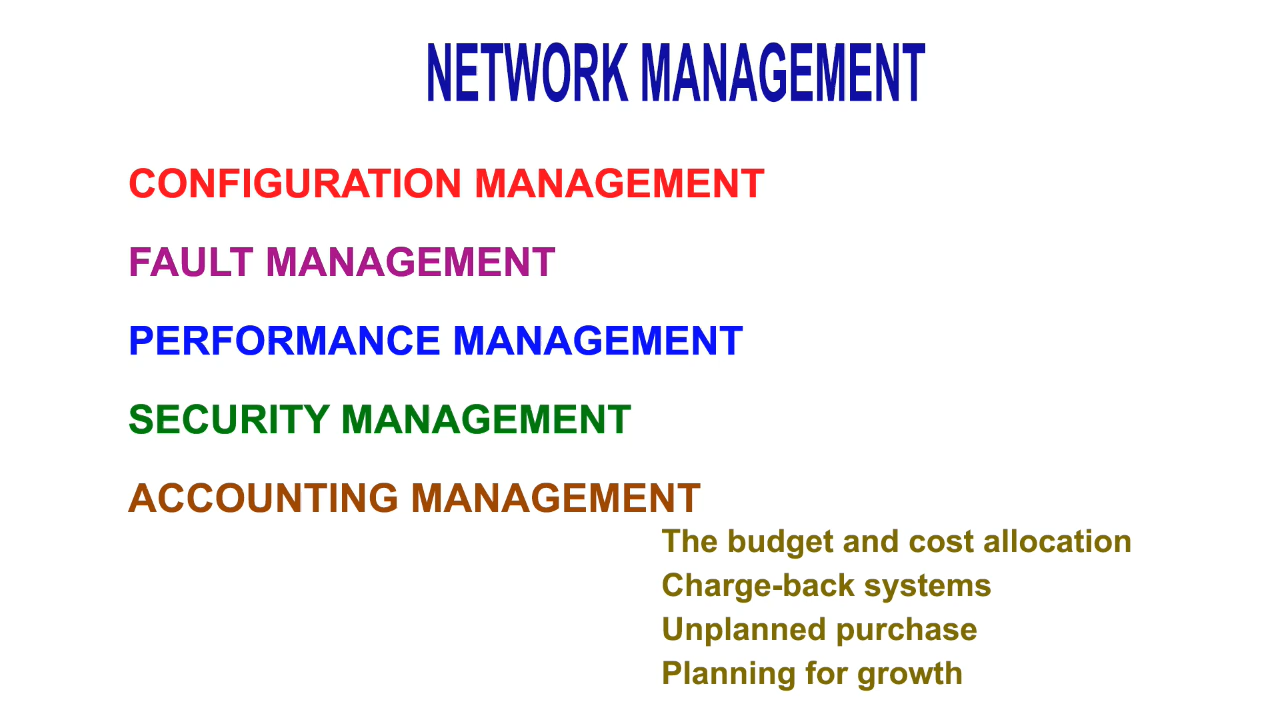 NETWORK MANAGEMENT
CONFIGURATION MANAGEMENT
FAULT MANAGEMENT
PERFORMANCE MANAGEMENT
SECURITY MANAGEMENT
ACCOUNTING MANAGEMENT
The budget and cost allocation
Charge-back systems
Unplanned purchase
Planning for growth